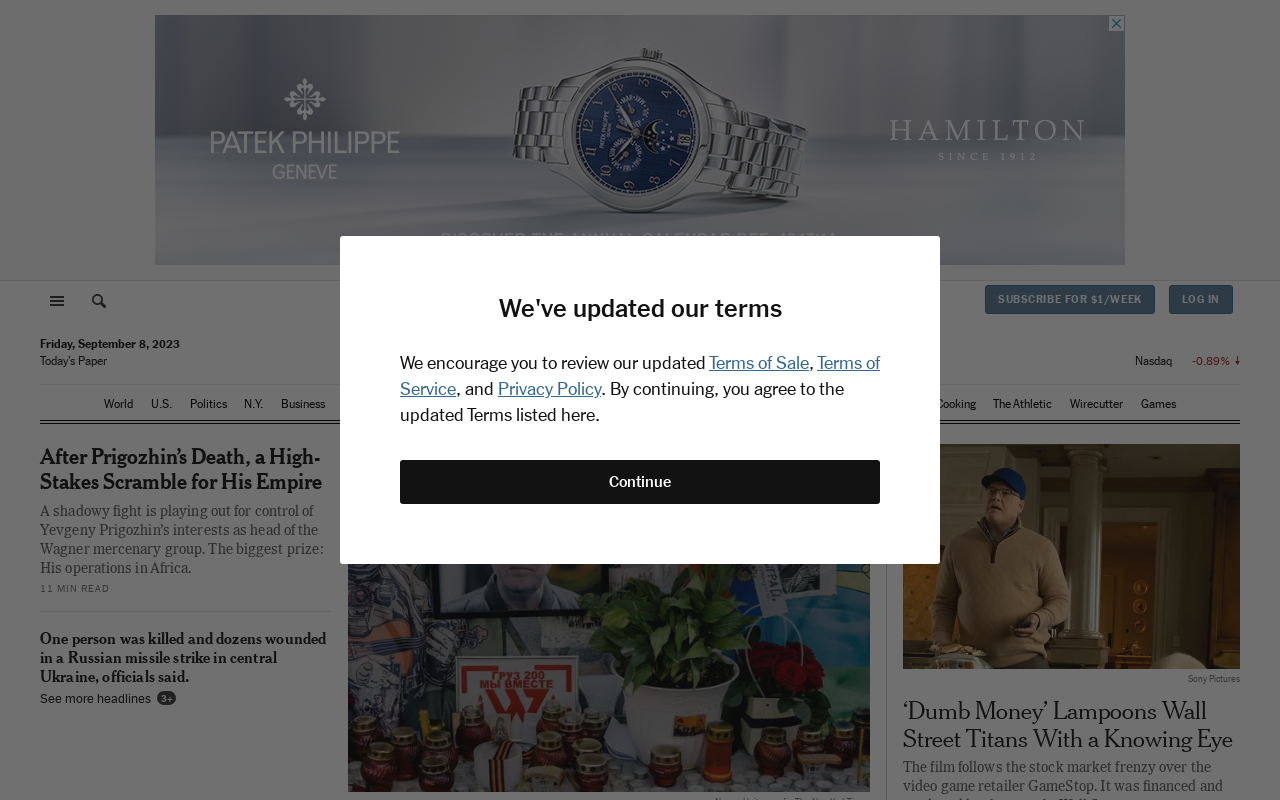 PATEK PHILIPPE
GENEVE
HAMILTON
SINCE 1912
SUBSCRIBE FOR $1/WEEK
LOG IN
Friday, September 8, 2023
Today's Paper
Nasdaq -0.89%
World U.S. Politics N.Y. Business
Cooking The Athletic Wirecutter Games
We've updated our terms
We encourage you to review our updated Terms of Sale, Terms of
Service, and Privacy Policy. By continuing, you agree to the
updated Terms listed here.
Continue
After Prigozhin's Death, a High-
Stakes Scramble for His Empire
A shadowy fight is playing out for control of
Yevgeny Prigozhin's interests as head of the
Wagner mercenary group. The biggest prize:
His operations in Africa.
11 MIN READ
One person was killed and dozens wounded
in a Russian missile strike in central
Ukraine, officials said.
See more headlines 3+
ГРУЗ 200
МЫ ВМЕСТЕ
Sony Pictures
‘Dumb Money’ Lampoons Wall
Street Titans With a Knowing Eye
The film follows the stock market frenzy over the
video game retailer GameStop. It was financed and